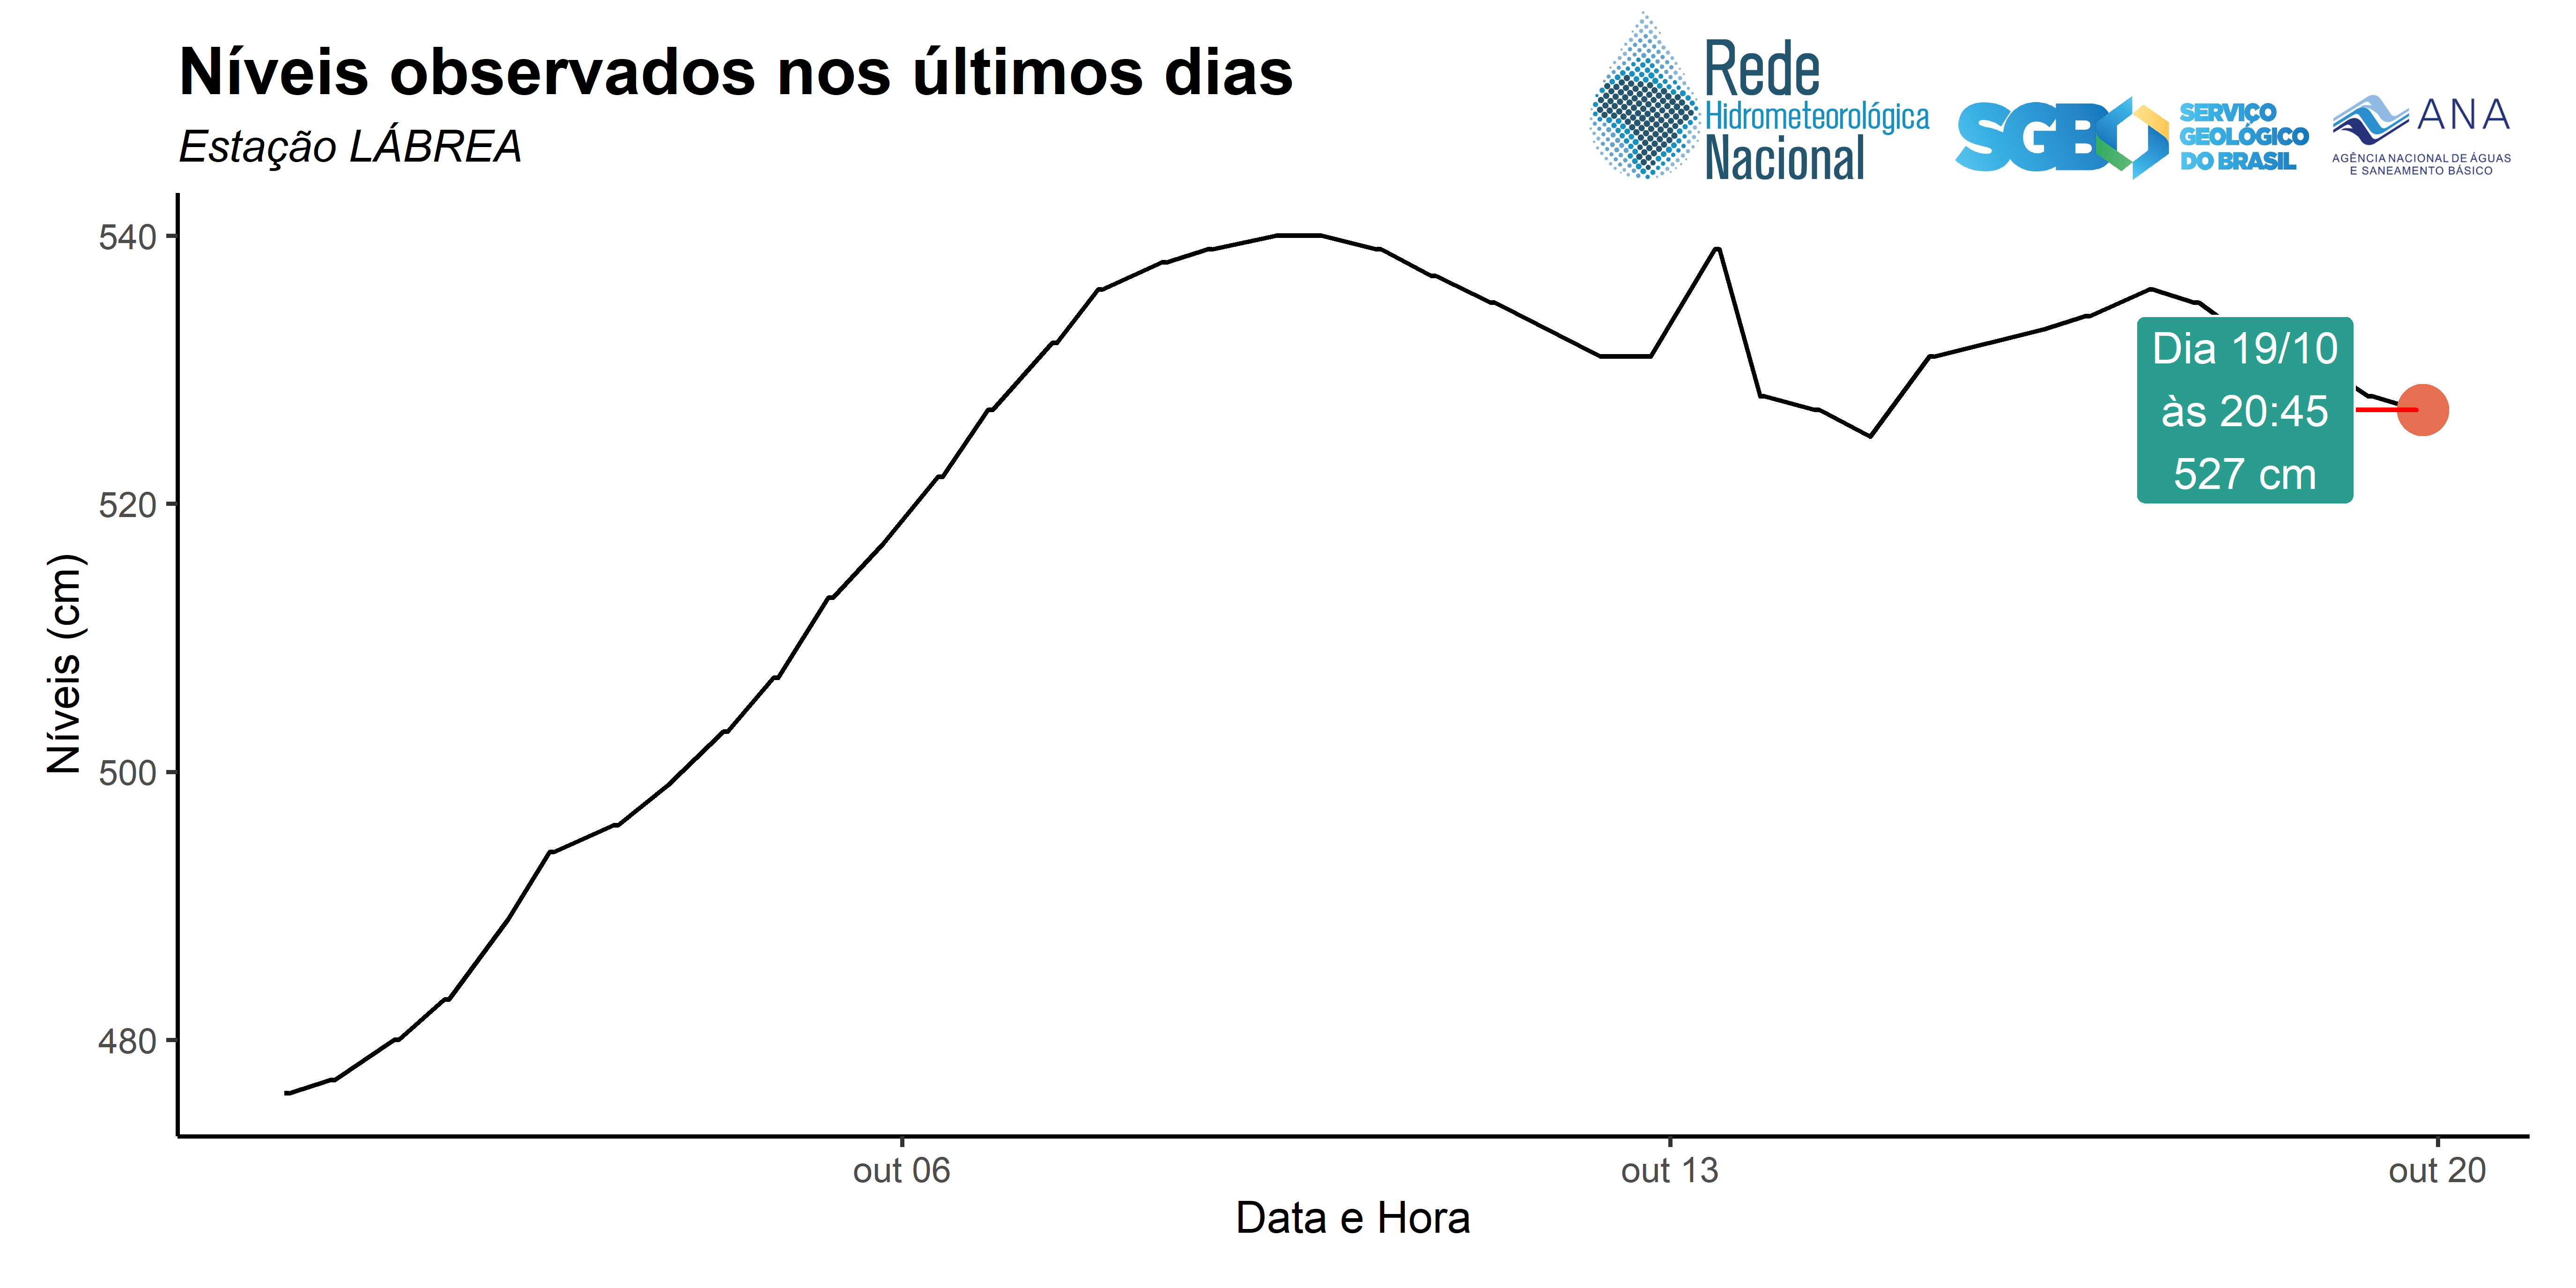 Níveis observados nos últimos dias
Estação LÁBREA
Rede
Hidrometeorológica
Nacional
SGB
SERVIÇO
GEOLÓGICO
DO BRASIL
ANA
AGÊNCIA NACIONAL DE ÁGUAS
E SANEAMENTO BÁSICO
540
520
500
480
Níveis (cm)
Dia 19/10
às 20:45
527 cm
out 06
out 13
out 20
Data e Hora